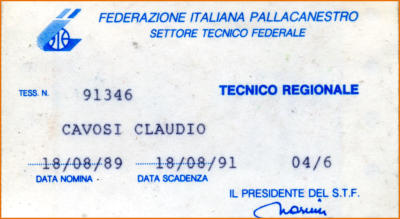 FEDERAZIONE ITALIANA PALLACANESTRO
SETTORE TECNICO FEDERALE
TESS. N. 91346 TECNICO REGIONALE
CAVOSI CLAUDIO
18/08/89 18/08/91 04/6
DATA NOMINA DATA SCADENZA
IL PRESIDENTE DEL S.T.F.